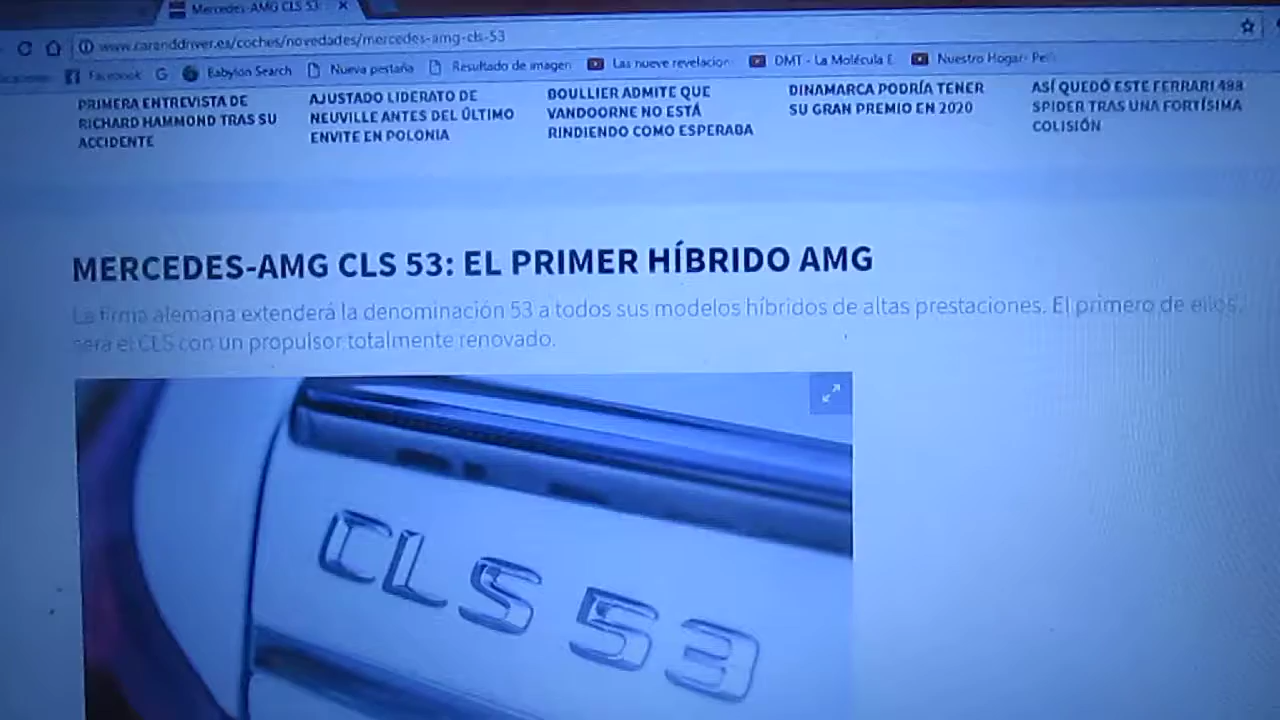 Mercedes-AMG CLS 53:
www.caranddriver.es/coches/novedades/mercedes-amg-cls-53
Facebook G Babylon Search Nueva pestaña Resultado de imagen Las nueve revelacion DMT - La Molécula E Nuestro Hogar- Peli
PRIMERA ENTREVISTA DE
RICHARD HAMMOND TRAS SU
ACCIDENTE
AJUSTADO LIDERATO DE
NEUVILLE ANTES DEL ÚLTIMO
ENVITE EN POLONIA
BOULLIER ADMITE QUE
VANDOORNE NO ESTÁ
RINDIENDO COMO ESPERABA
DINAMARCA PODRÍA TENER
SU GRAN PREMIO EN 2020
ASÍ QUEDÓ ESTE FERRARI 488
SPIDER TRAS UNA FORTÍSIMA
COLISIÓN
MERCEDES-AMG CLS 53: EL PRIMER HÍBRIDO AMG
La firma alemana extenderá la denominación 53 a todos sus modelos híbridos de altas prestaciones. El primero de ellos,
será el CLS con un propulsor totalmente renovado.
CLS 53